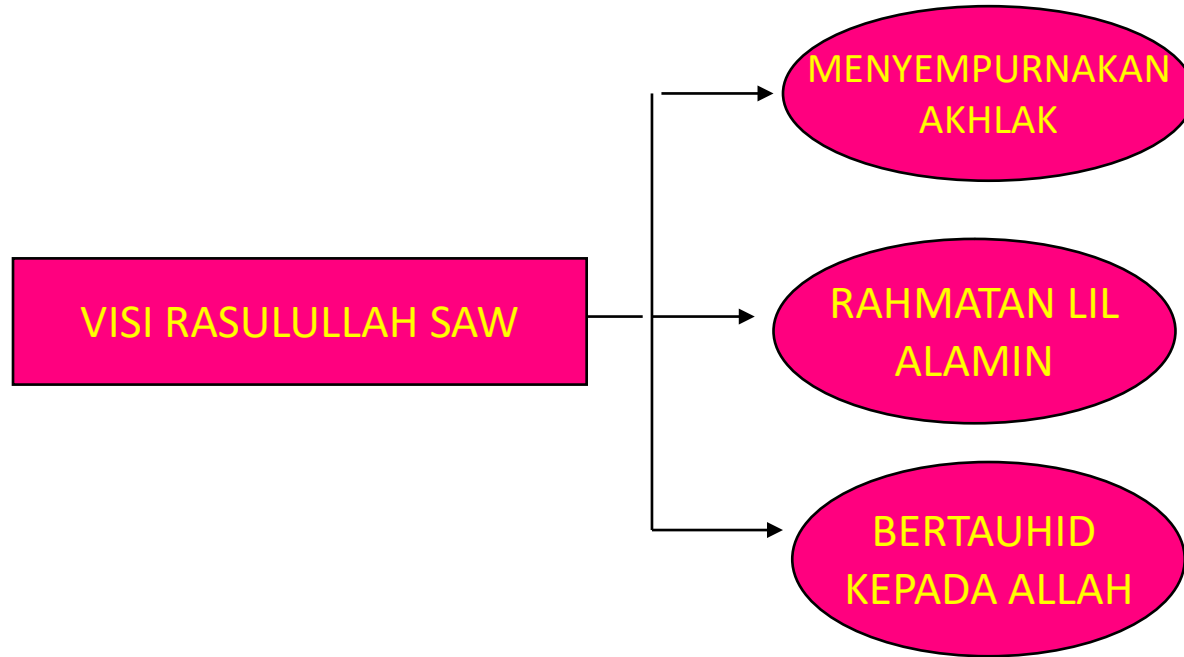 VISI RASULULLAH SAW
MENYEMPURNAKAN
AKHLAK
RAHMATAN LIL
ALAMIN
BERTAUHID
KEPADA ALLAH